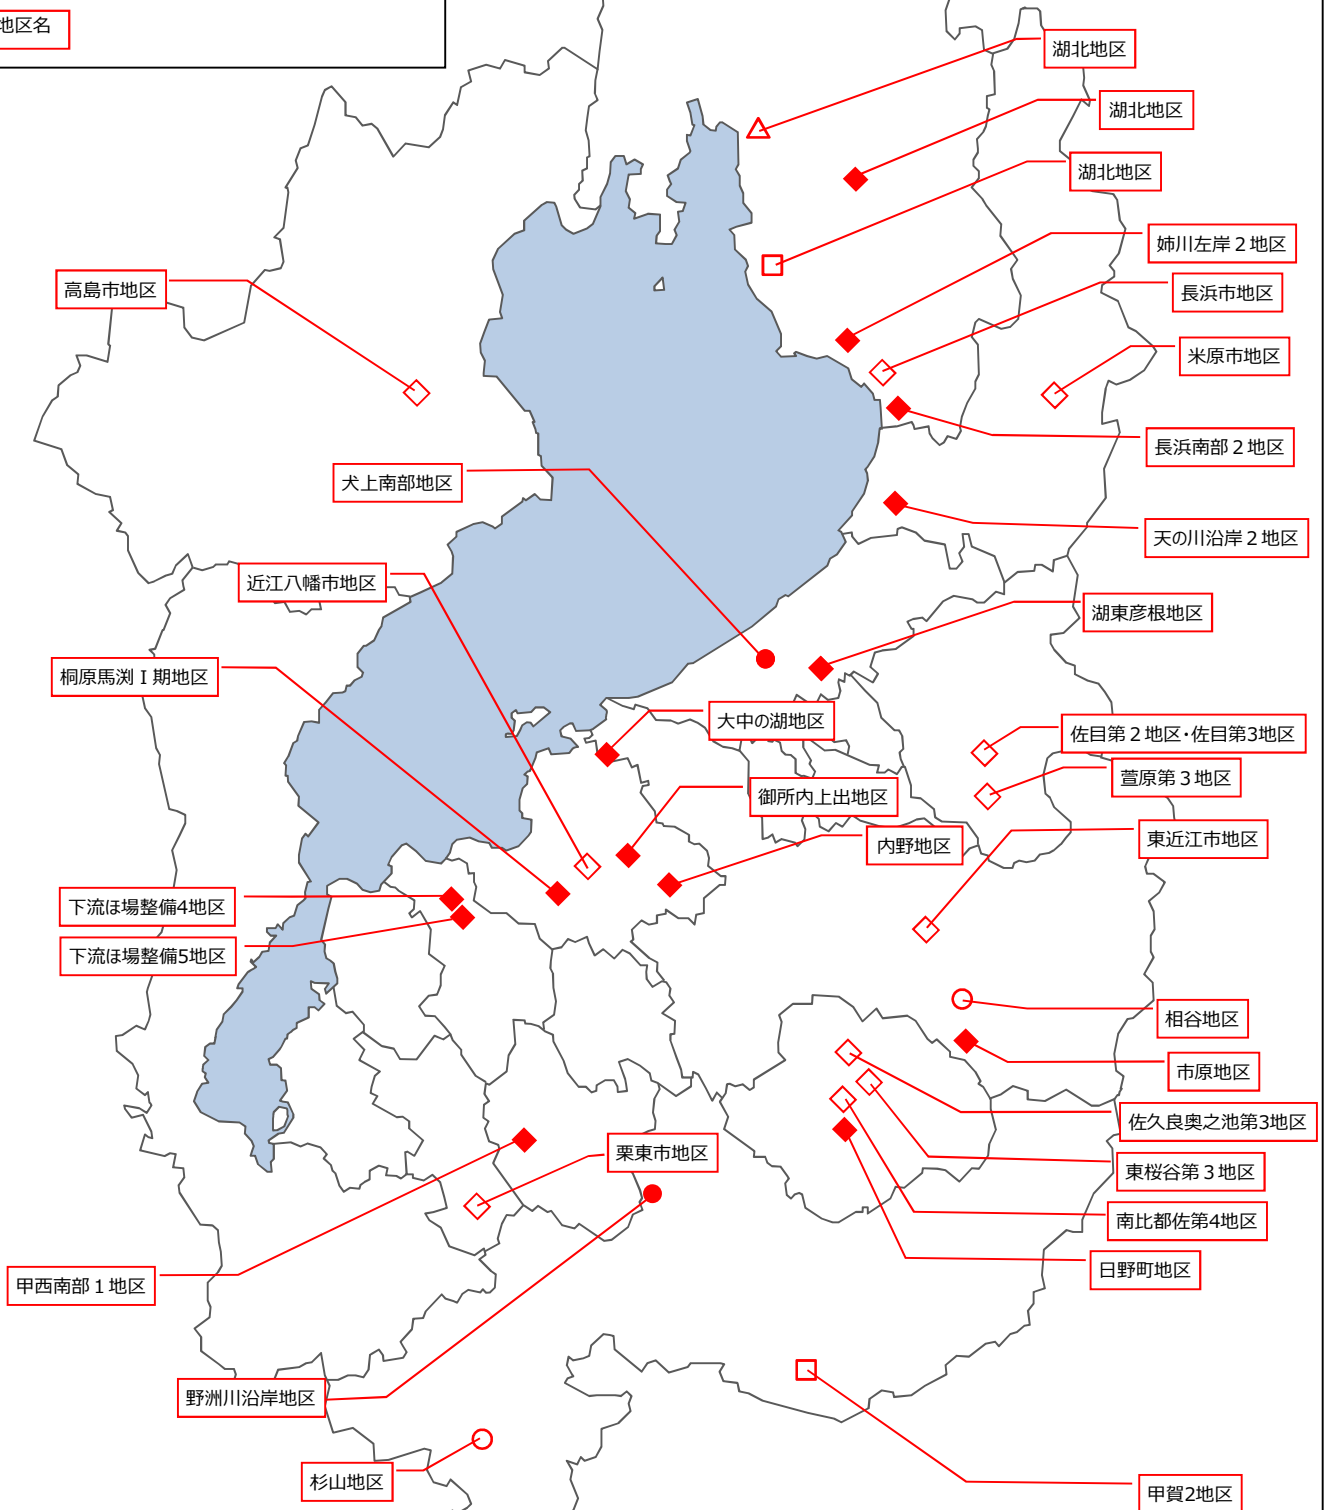 地区名
湖北地区
湖北地区
湖北地区
姉川左岸２地区
高島市地区
長浜市地区
米原市地区
長浜南部２地区
犬上南部地区
天の川沿岸２地区
近江八幡市地区
湖東彦根地区
桐原馬渕Ⅰ期地区
大中の湖地区
佐目第２地区・佐目第3地区
萱原第３地区
御所内上出地区
東近江市地区
内野地区
下流ほ場整備4地区
下流ほ場整備5地区
相谷地区
市原地区
佐久良奥之池第3地区
栗東市地区
東桜谷第３地区
南比都佐第4地区
日野町地区
甲西南部１地区
野洲川沿岸地区
杉山地区
甲賀2地区